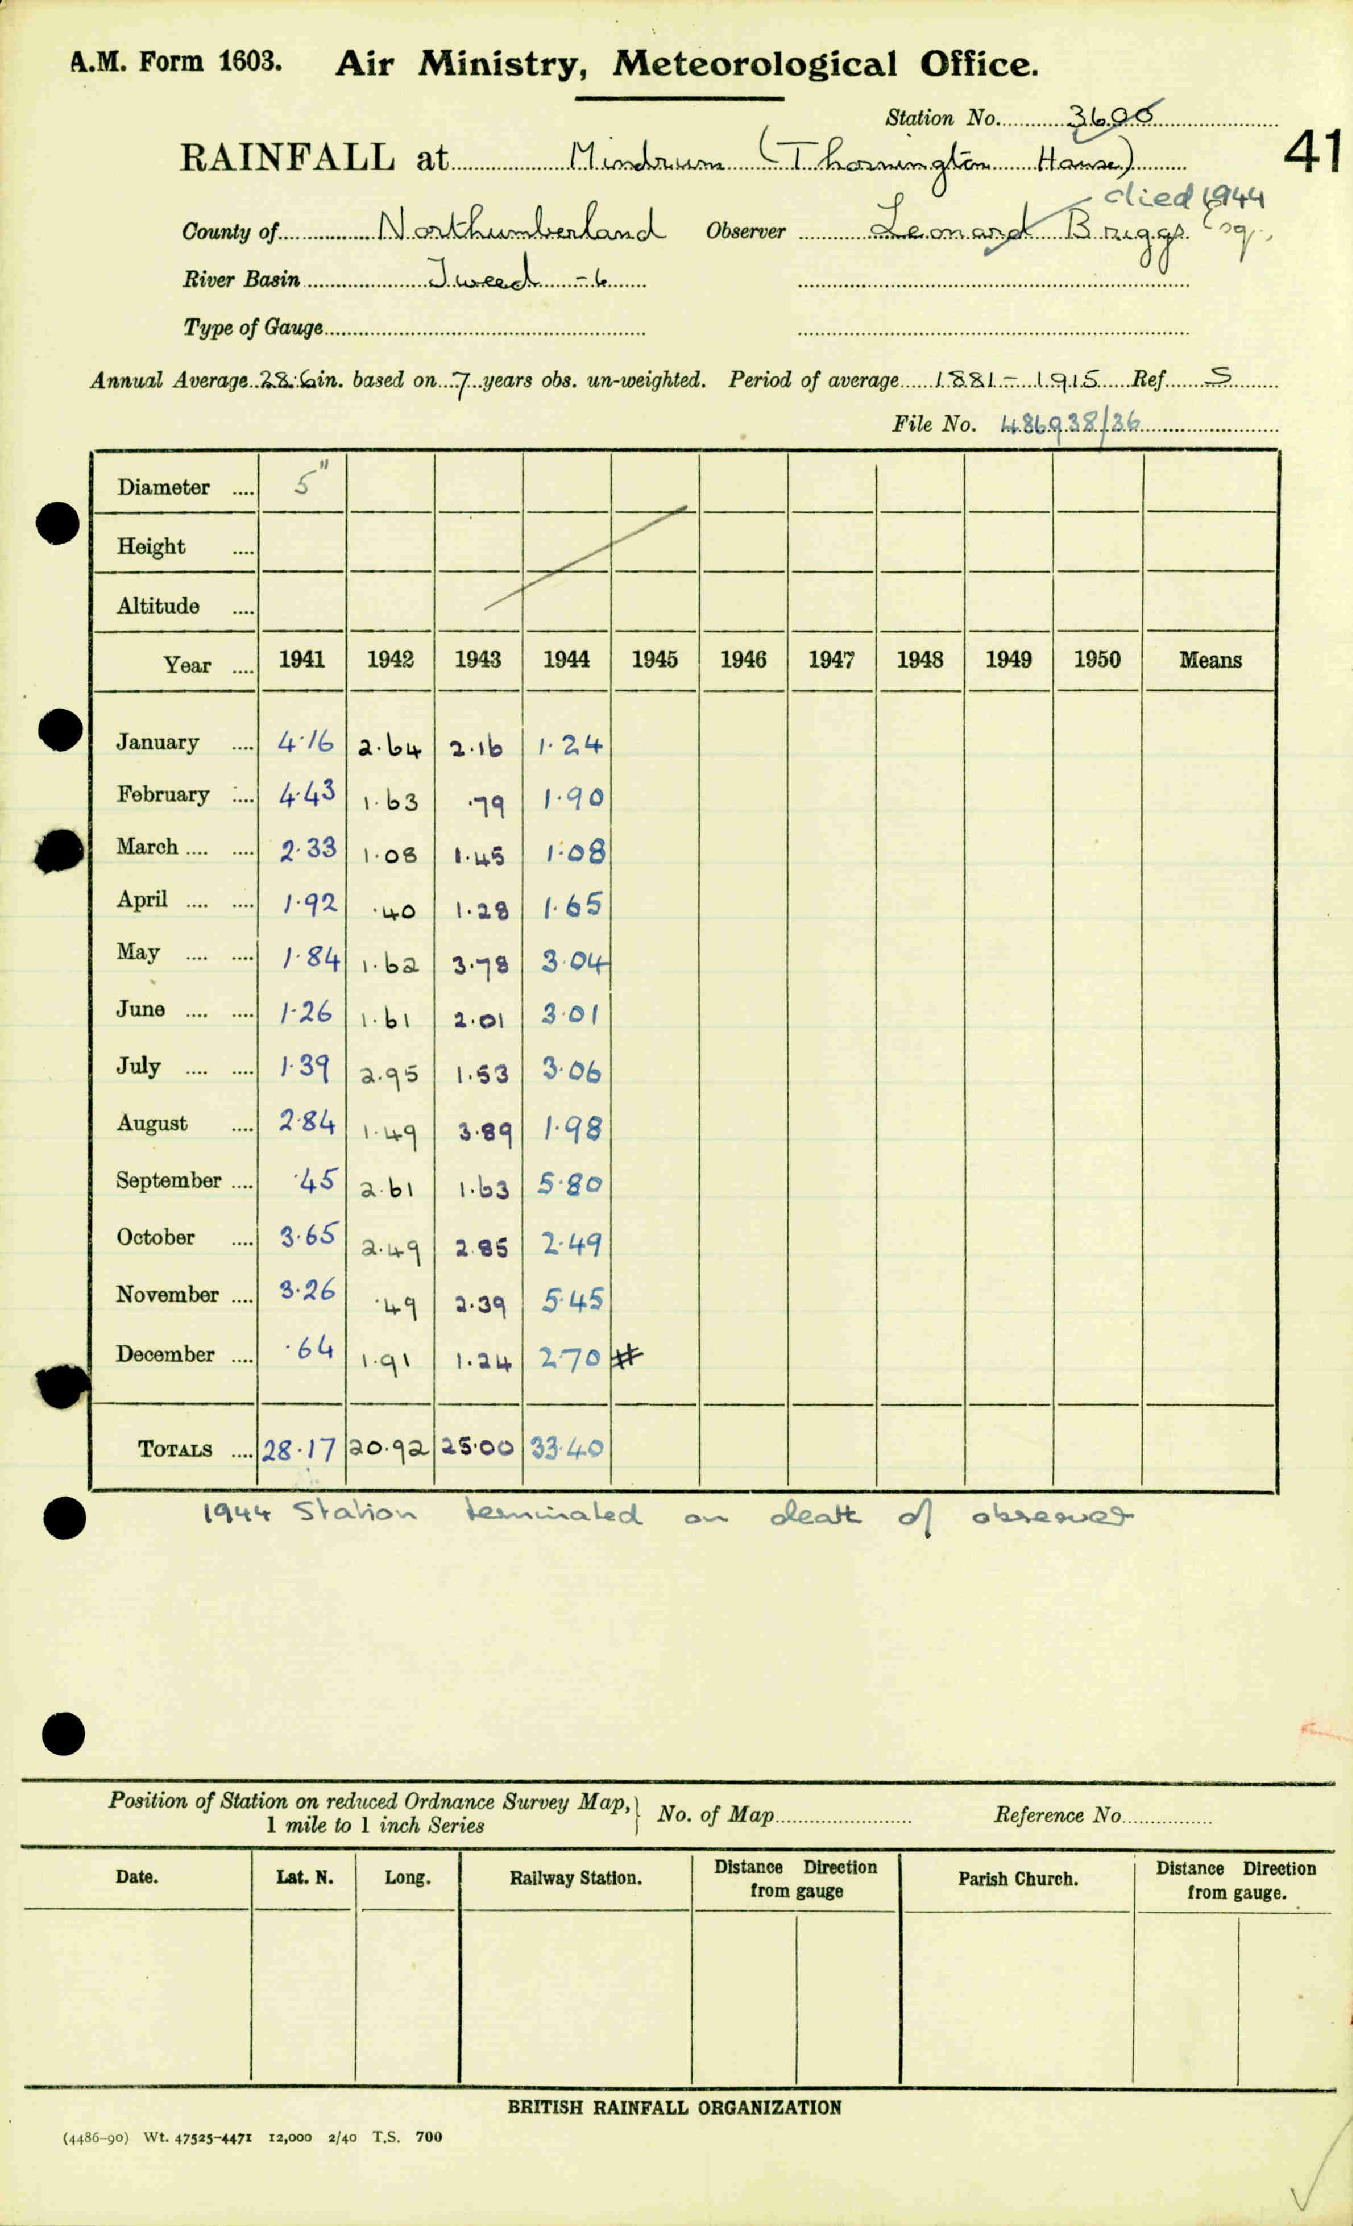 A.M. Form 1603. Air Ministry, Meteorological Office.
Station No. 3600
41
RAINFALL at Mindrum (Thornington House)
died 1944
County of Northumberland Observer Leonard Briggs Esq.,
River Basin Tweed -6
Type of Gauge
Annual Average 28.6 in. based on 7 years obs. un-weighted. Period of average 1881 - 1915 Ref. S
File No. 486938/36
Diameter .... 5"
Height ....
Altitude ....
Year .... 1941 1942 1943 1944 1945 1946 1947 1948 1949 1950 Means
January .... 4.16 2.64 2.16 1.24
February .... 4.43 1.63 .79 1.90
March .... .... 2.33 1.08 1.45 1.08
April .... .... 1.92 .40 1.28 1.65
May .... .... 1.84 1.62 3.78 3.04
June .... .... 1.26 1.61 2.01 3.01
July .... .... 1.39 2.95 1.53 3.06
August .... 2.84 1.49 3.89 1.98
September .... .45 2.61 1.63 5.80
October .... 3.65 2.49 2.85 2.49
November .... 3.26 .49 2.39 5.45
December .... .64 1.91 1.24 2.70 #
TOTALS .... 28.17 20.92 25.00 33.40
1944 Station terminated on death of observer
Position of Station on reduced Ordnance Survey Map,
1 mile to 1 inch Series
No. of Map Reference No.
Date. Lat. N. Long. Railway Station. Distance Direction
from gauge Parish Church. Distance Direction
from gauge.
BRITISH RAINFALL ORGANIZATION
(4486-90) Wt. 47525-4471 12,000 2/40 T.S. 700